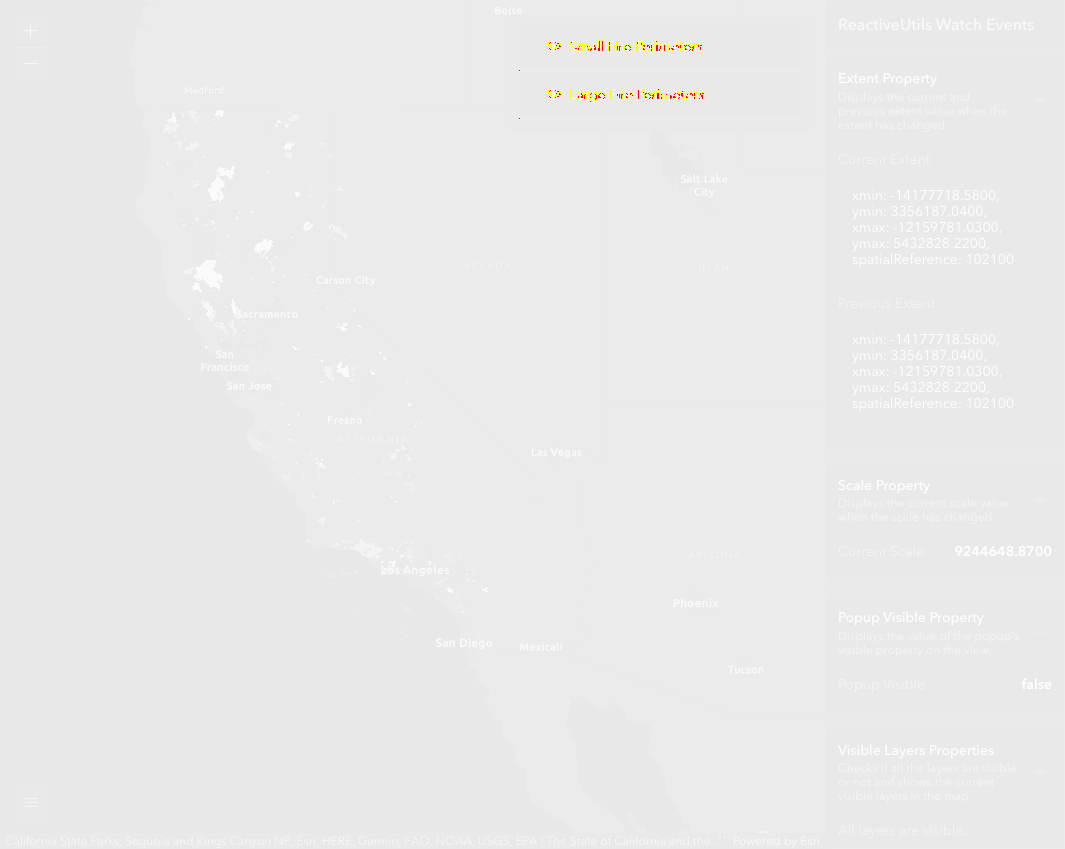 Boise
Small Fire Perimeters
Large Fire Perimeters
Medford
Salt Lake
City
NEVADA
UTAH
Carson City
Sacramento
San
Francisco
San Jose
Fresno
CALIFORNIA
Las Vegas
Los Angeles
ARIZONA
Phoenix
San Diego
Mexicali
Tucson
California State Parks, Sequoia and Kings Canyon NP, Esri, HERE, Garmin, FAO, NOAA, USGS, EPA | The State of California and the ...
Powered by Esri
ReactiveUtils Watch Events
Extent Property
Displays the current and
previous extent value when the
extent has changed
Current Extent
xmin: -14177718.5800,
ymin: 3356187.0400,
xmax: -12159781.0300,
ymax: 5432828.2200,
spatialReference: 102100
Previous Extent
xmin: -14177718.5800,
ymin: 3356187.0400,
xmax: -12159781.0300,
ymax: 5432828.2200,
spatialReference: 102100
Scale Property
Displays the current scale value
when the scale has changed
Current Scale 9244648.8700
Popup Visible Property
Displays the value of the popup's
visible property on the view
Popup Visible false
Visible Layers Properties
Checks if all the layers are visible
or not and shows the current
visible layers in the map
All layers are visible.